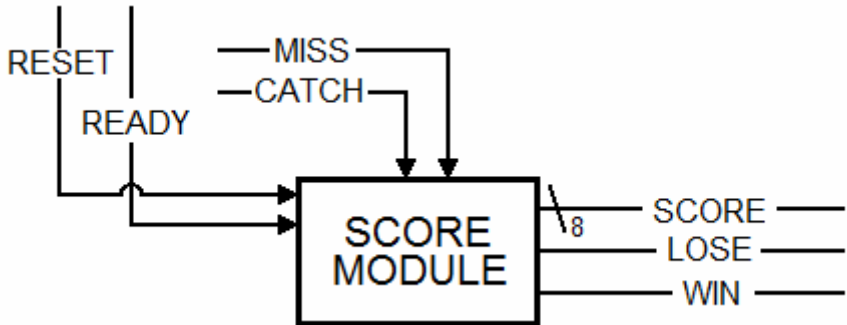 RESET
MISS
CATCH
READY
SCORE
MODULE
8
SCORE
LOSE
WIN